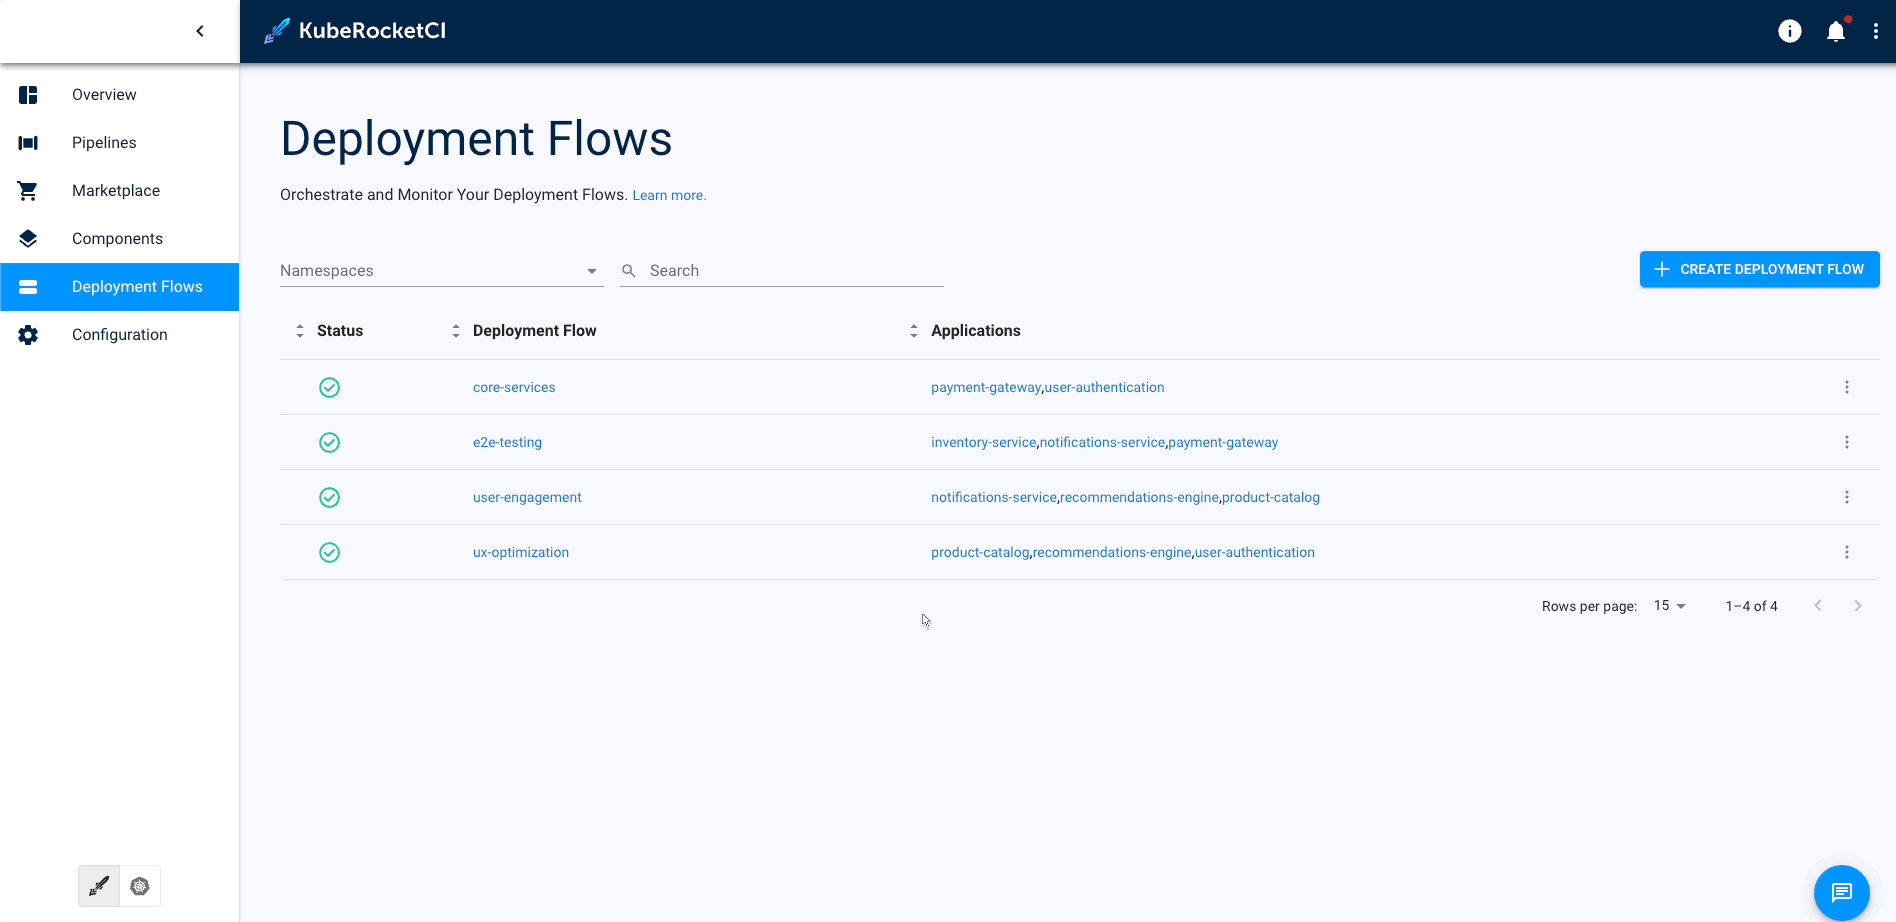 KubeRocketCI
Overview
Pipelines
Marketplace
Components
Deployment Flows
Configuration
Deployment Flows
Orchestrate and Monitor Your Deployment Flows. Learn more.
Namespaces
Search
CREATE DEPLOYMENT FLOW
Status Deployment Flow Applications
core-services payment-gateway,user-authentication
e2e-testing inventory-service,notifications-service,payment-gateway
user-engagement notifications-service,recommendations-engine,product-catalog
ux-optimization product-catalog,recommendations-engine,user-authentication
Rows per page: 15 1–4 of 4